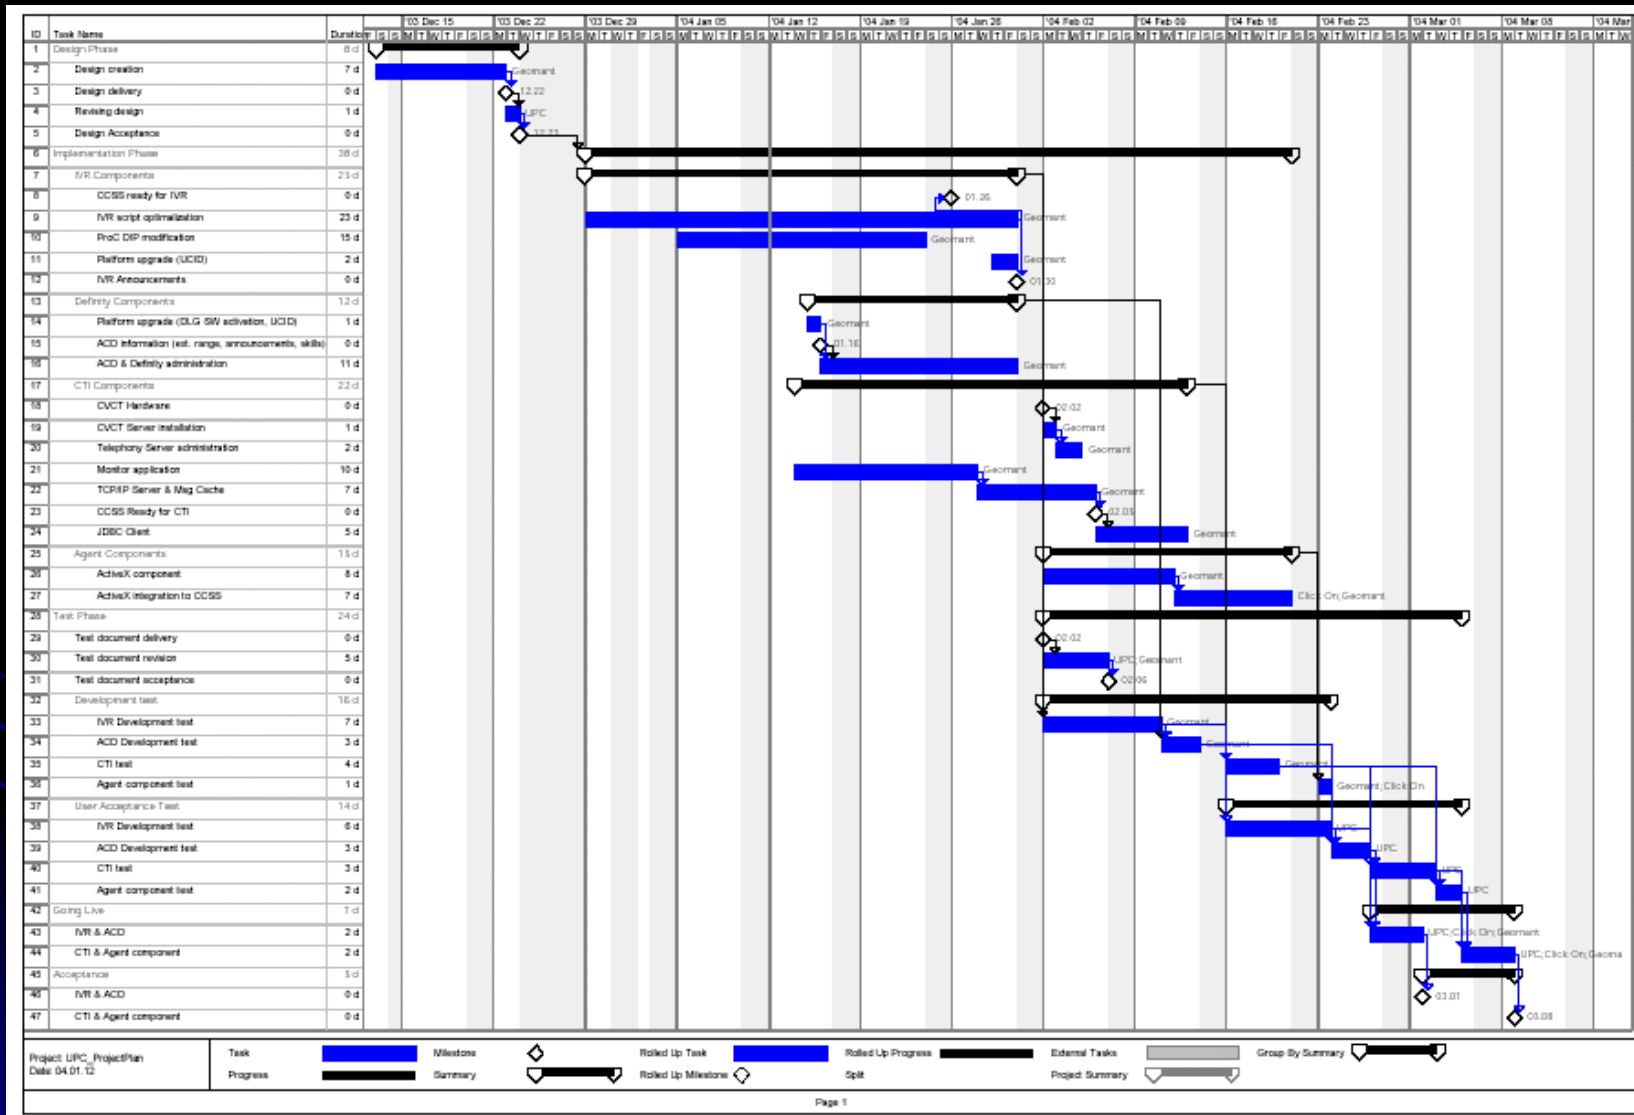 '03 Dec 15 '03 Dec 22 '03 Dec 29 '04 Jan 05 '04 Jan 12 '04 Jan 19 '04 Jan 26 '04 Feb 02 '04 Feb 09 '04 Feb 16 '04 Feb 23 '04 Mar 01 '04 Mar 08 '04 Mar
ID Task Name Duration F S S M T W T F S S M T W T F S S M T W T F S S M T W T F S S M T W T F S S M T W T F S S M T W T F S S M T W T F S S M T W T F S S M T W T F S S M T W T F S S M T W T F S S M T W T F S S M T W
1 Design Phase 8 d
2 Design creation 7 d Geomant
3 Design delivery 0 d 12.22
4 Revising design 1 d UPC
5 Design Acceptance 0 d 12.23
6 Implementation Phase 38 d
7 IVR Components 23 d
8 CCSS ready for IVR 0 d 01.26
9 IVR script optimalization 23 d Geomant
10 ProC DIP modification 15 d Geomant
11 Platform upgrade (UCID) 2 d Geomant
12 IVR Announcements 0 d 01.30
13 Definity Components 12 d
14 Platform upgrade (DLG SW activation, UCID) 1 d Geomant
15 ACD Information (est. range, announcements, skills) 0 d 01.16
16 ACD & Definity administration 11 d Geomant
17 CTI Components 22 d
18 CVCT Hardware 0 d 02.02
19 CVCT Server installation 1 d Geomant
20 Telephony Server administration 2 d Geomant
21 Monitor application 10 d Geomant
22 TCP/IP Server & Msg Cache 7 d Geomant
23 CCSS Ready for CTI 0 d 02.05
24 JDBC Client 5 d Geomant
25 Agent Components 15 d
26 ActiveX component 8 d Geomant
27 ActiveX integration to CCSS 7 d Click On;Geomant
28 Test Phase 24 d
29 Test document delivery 0 d 02.02
30 Test document revision 5 d UPC;Geomant
31 Test document acceptance 0 d 02.06
32 Development test 16 d
33 IVR Development test 7 d Geomant
34 ACD Development test 3 d Geomant
35 CTI test 4 d Geomant
36 Agent component test 1 d Geomant;Click On
37 User Acceptance Test 14 d
38 IVR Development test 6 d UPC
39 ACD Development test 3 d UPC
40 CTI test 3 d UPC
41 Agent component test 2 d UPC
42 Going Live 7 d
43 IVR & ACD 2 d UPC;Click On;Geomant
44 CTI & Agent component 2 d UPC;Click On;Geoma
45 Acceptance 5 d
46 IVR & ACD 0 d 03.01
47 CTI & Agent component 0 d 03.08
Project: UPC_ProjectPlan
Date: 04.01.12
Task Milestone Rolled Up Task Rolled Up Progress External Tasks Group By Summary
Progress Summary Rolled Up Milestone Split Project Summary
Page 1